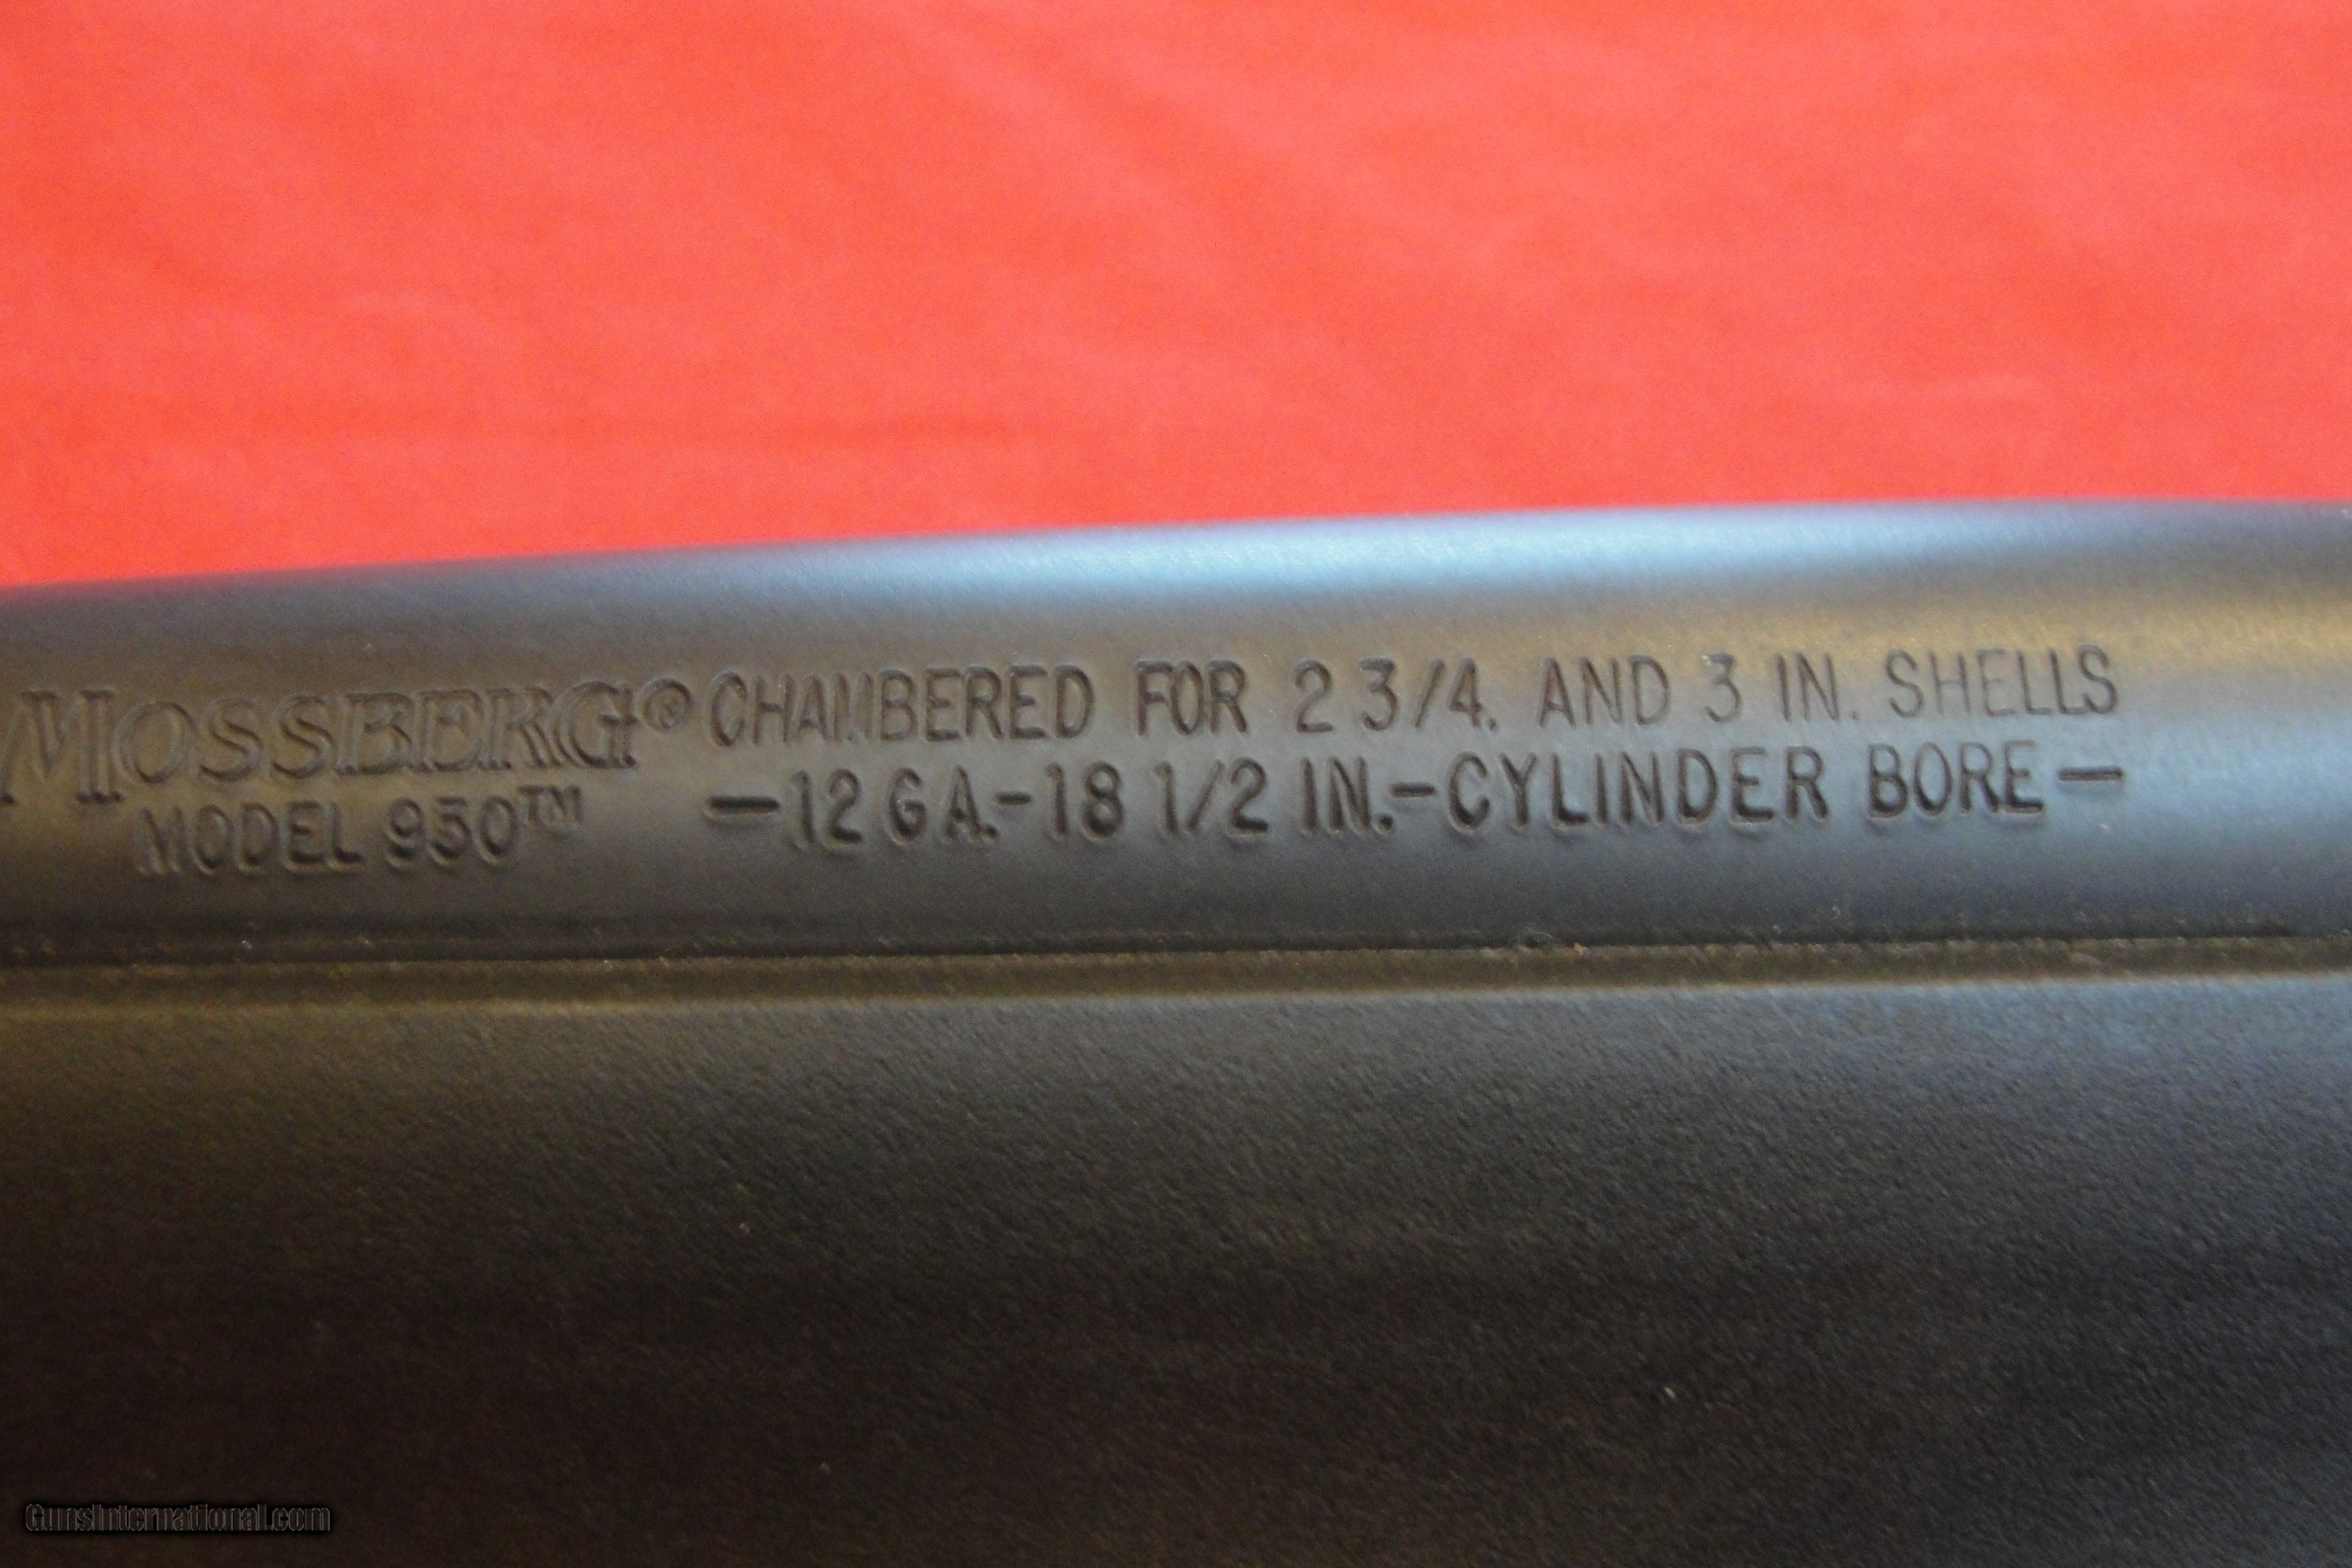 MOSSBERG® CHAMBERED FOR 2 3/4. AND 3 IN. SHELLS
MODEL 930™ —12 GA.-18 1/2 IN.-CYLINDER BORE—
GunsInternational.com